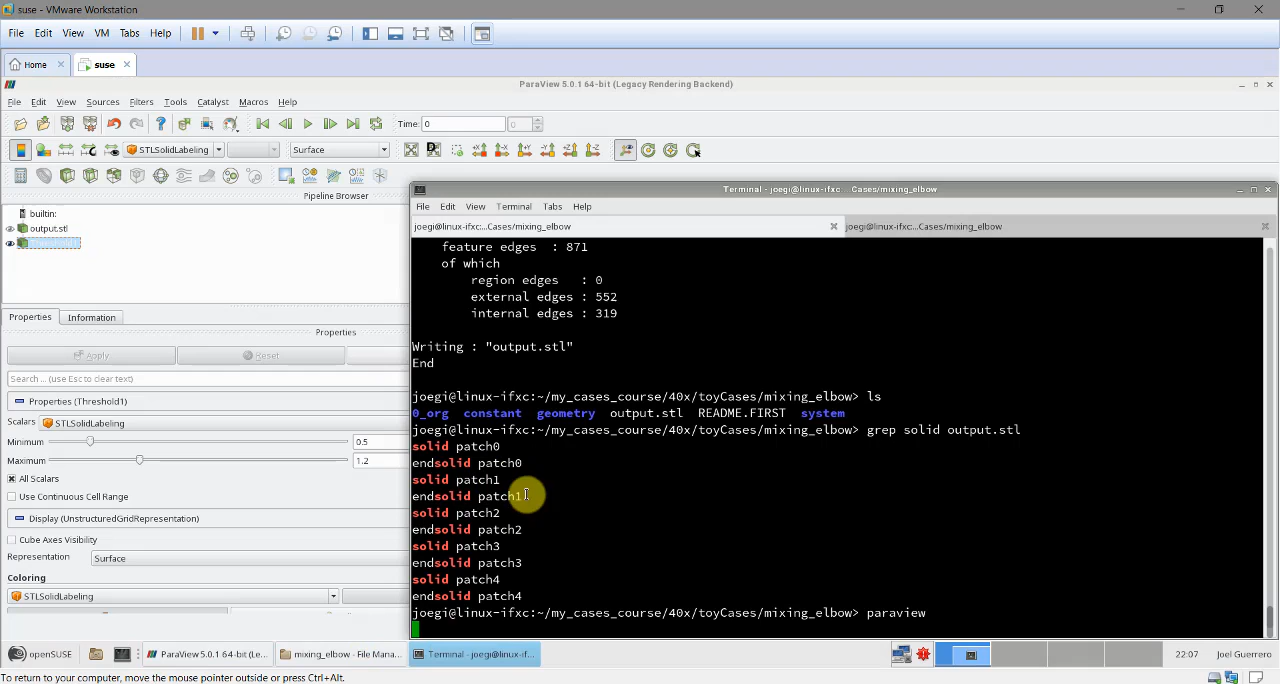 suse - VMware Workstation
File Edit View VM Tabs Help
Home suse
ParaView 5.0.1 64-bit (Legacy Rendering Backend)
File Edit View Sources Filters Tools Catalyst Macros Help
Time: 0 0
STLSolidLabeling Surface
Pipeline Browser
builtin:
output.stl
Threshold1
Properties Information
Properties
Apply Reset
Search ... (use Esc to clear text)
Properties (Threshold1)
Scalars STLSolidLabeling
Minimum 0.5
Maximum 1.2
All Scalars
Use Continuous Cell Range
Display (UnstructuredGridRepresentation)
Cube Axes Visibility
Representation Surface
Coloring
STLSolidLabeling
Terminal - joegi@linux-ifxc:...Cases/mixing_elbow
File Edit View Terminal Tabs Help
joegi@linux-ifxc:...Cases/mixing_elbow joegi@linux-ifxc:...Cases/mixing_elbow
feature edges : 871
of which
region edges : 0
external edges : 552
internal edges : 319
Writing : "output.stl"
End
joegi@linux-ifxc:~/my_cases_course/40x/toyCases/mixing_elbow> ls
0_org constant geometry output.stl README.FIRST system
joegi@linux-ifxc:~/my_cases_course/40x/toyCases/mixing_elbow> grep solid output.stl
solid patch0
endsolid patch0
solid patch1
endsolid patch1
solid patch2
endsolid patch2
solid patch3
endsolid patch3
solid patch4
endsolid patch4
joegi@linux-ifxc:~/my_cases_course/40x/toyCases/mixing_elbow> paraview
openSUSE ParaView 5.0.1 64-bit (Le... mixing_elbow - File Mana... Terminal - joegi@linux-if... 22:07 Joel Guerrero
To return to your computer, move the mouse pointer outside or press Ctrl+Alt.